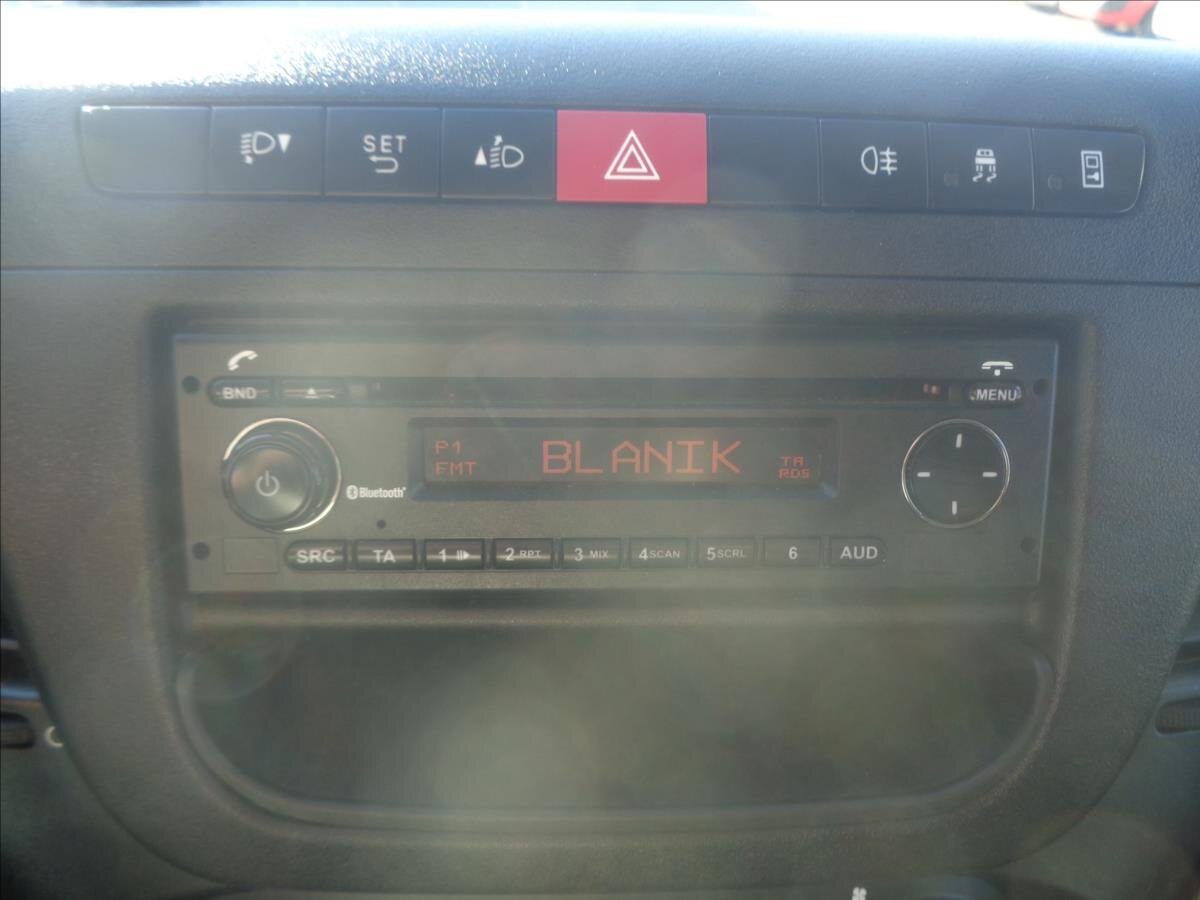 SET
BND
MENU
P1
FMT
BLANIK
TA
RDS
Bluetooth
SRC
TA
1
2 RPT
3 MIX
4 SCAN
5 SCRL
6
AUD